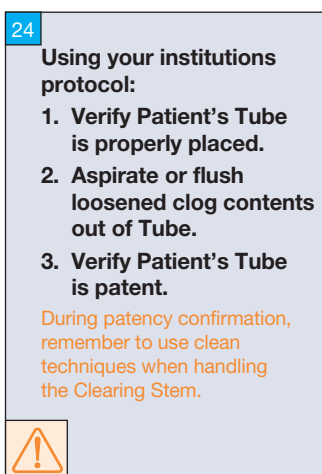 24
Using your institutions
protocol:
1. Verify Patient's Tube
is properly placed.
2. Aspirate or flush
loosened clog contents
out of Tube.
3. Verify Patient's Tube
is patent.
During patency confirmation,
remember to use clean
techniques when handling
the Clearing Stem.